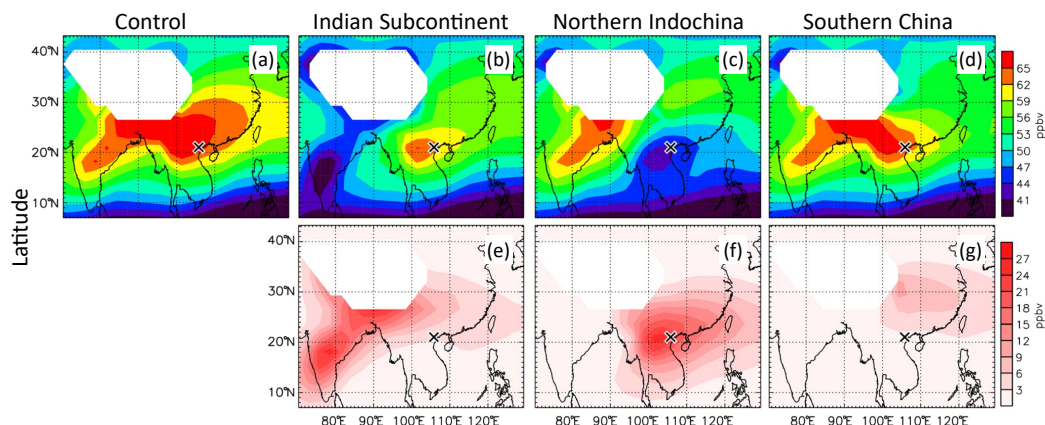 Control Indian Subcontinent Northern Indochina Southern China
40°N (a) (b) (c) (d) 65
62
30°N 59
56
53
20°N 50
47
44
10°N 41
ppbv
Latitude
40°N (e) (f) (g) 27
24
30°N 21
18
15
20°N 12
9
6
10°N 3
ppbv
80°E 100°E 120°E 80°E 90°E 100°E 110°E 120°E 80°E 90°E 100°E 110°E 120°E